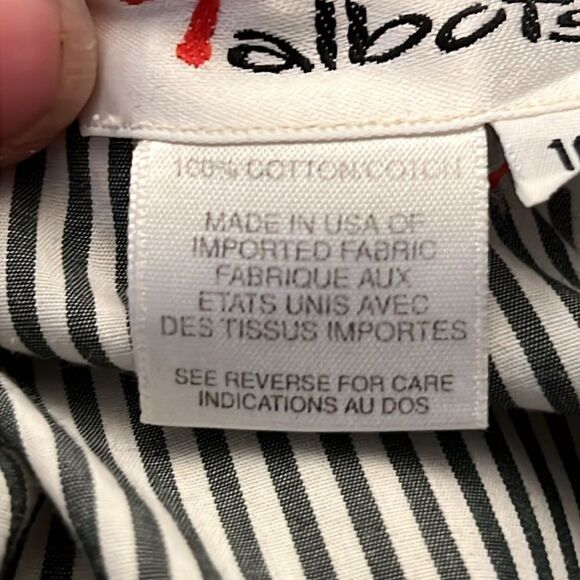 Talbots
100% COTTON/COTON
MADE IN USA OF
IMPORTED FABRIC
FABRIQUE AUX
ETATS UNIS AVEC
DES TISSUS IMPORTES
SEE REVERSE FOR CARE
INDICATIONS AU DOS